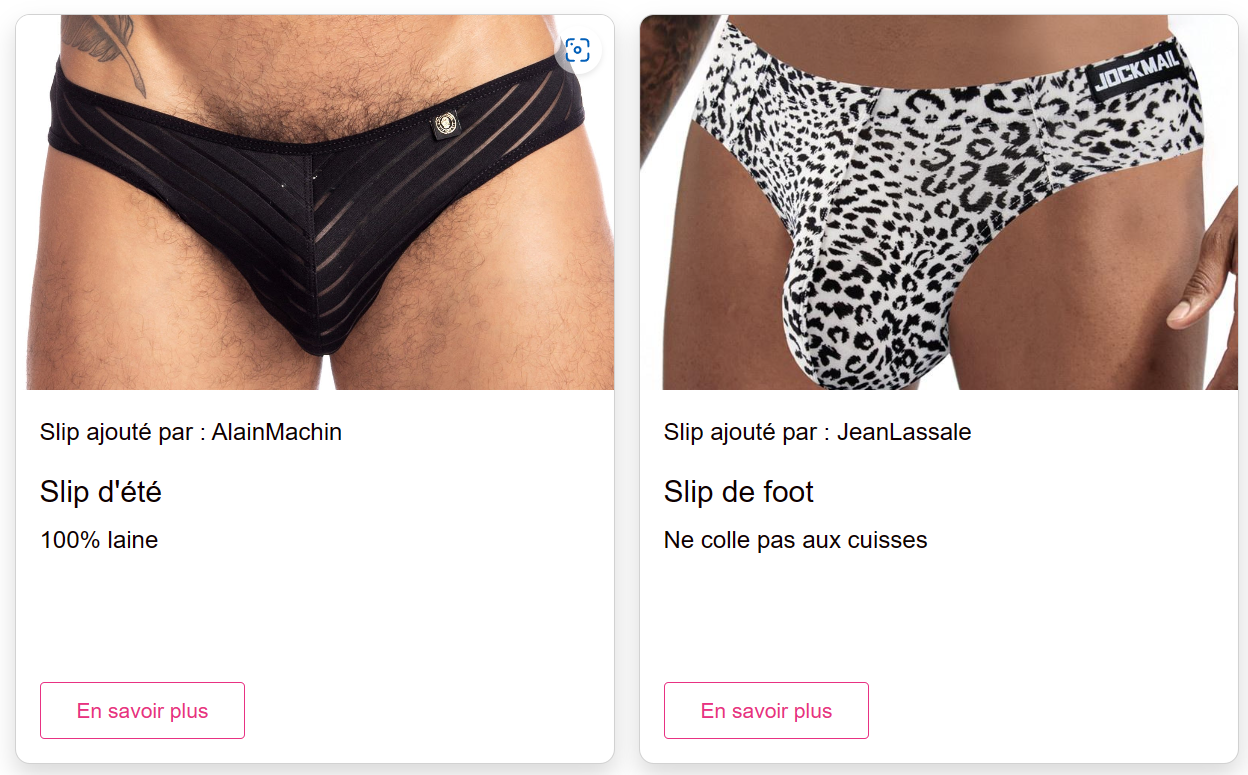 JOCKMAIL
Slip ajouté par : AlainMachin
Slip d'été
100% laine
En savoir plus
Slip ajouté par : JeanLassale
Slip de foot
Ne colle pas aux cuisses
En savoir plus